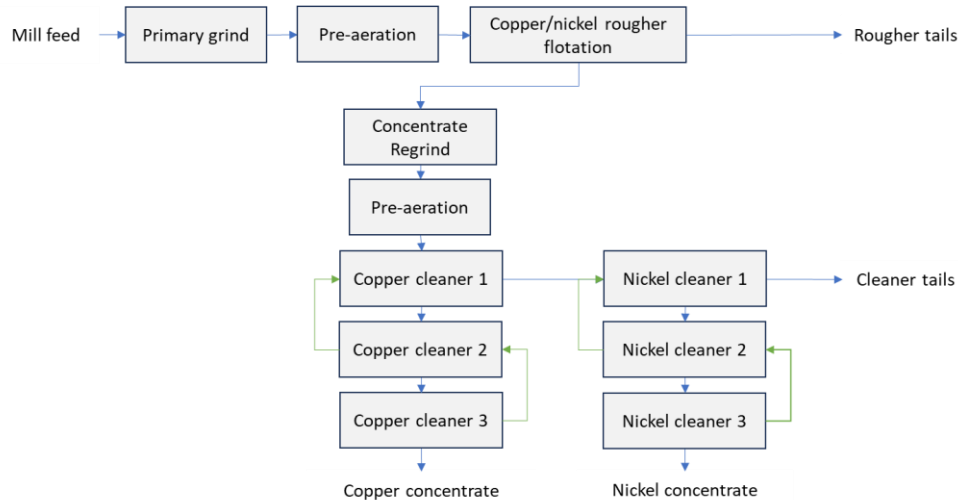 Mill feed
Primary grind
Pre-aeration
Copper/nickel rougher
flotation
Rougher tails
Concentrate
Regrind
Pre-aeration
Copper cleaner 1
Nickel cleaner 1
Cleaner tails
Copper cleaner 2
Nickel cleaner 2
Copper cleaner 3
Nickel cleaner 3
Copper concentrate
Nickel concentrate